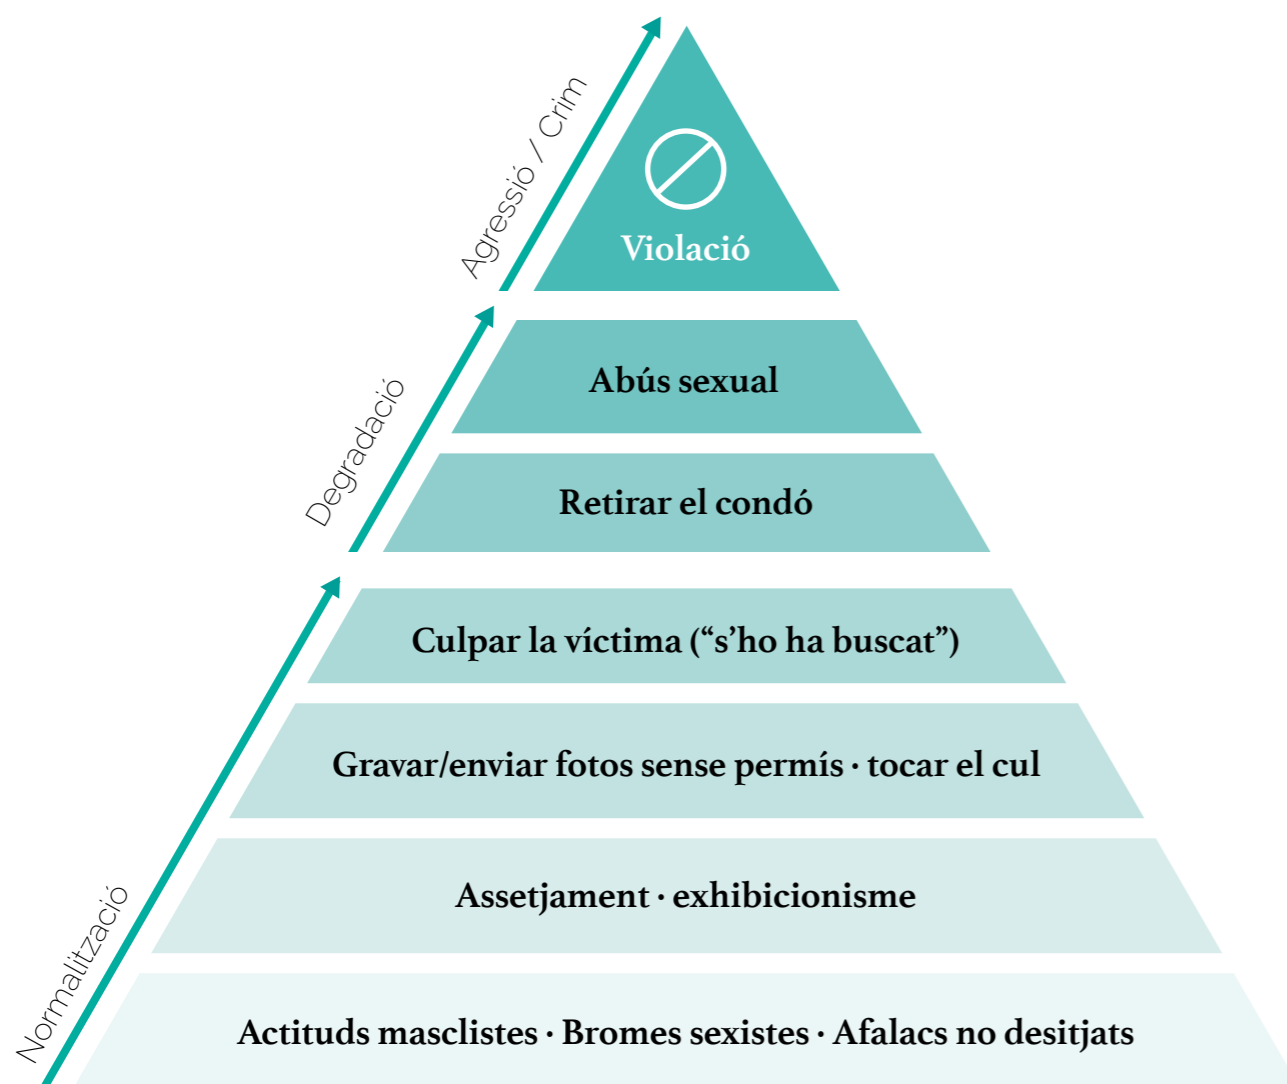 Agressió / Crim
Violació
Degradació
Abús sexual
Retirar el condó
Normalització
Culpar la víctima (“s’ho ha buscat”)
Gravar/enviar fotos sense permís · tocar el cul
Assetjament · exhibicionisme
Actituds masclistes · Bromes sexistes · Afalacs no desitjats